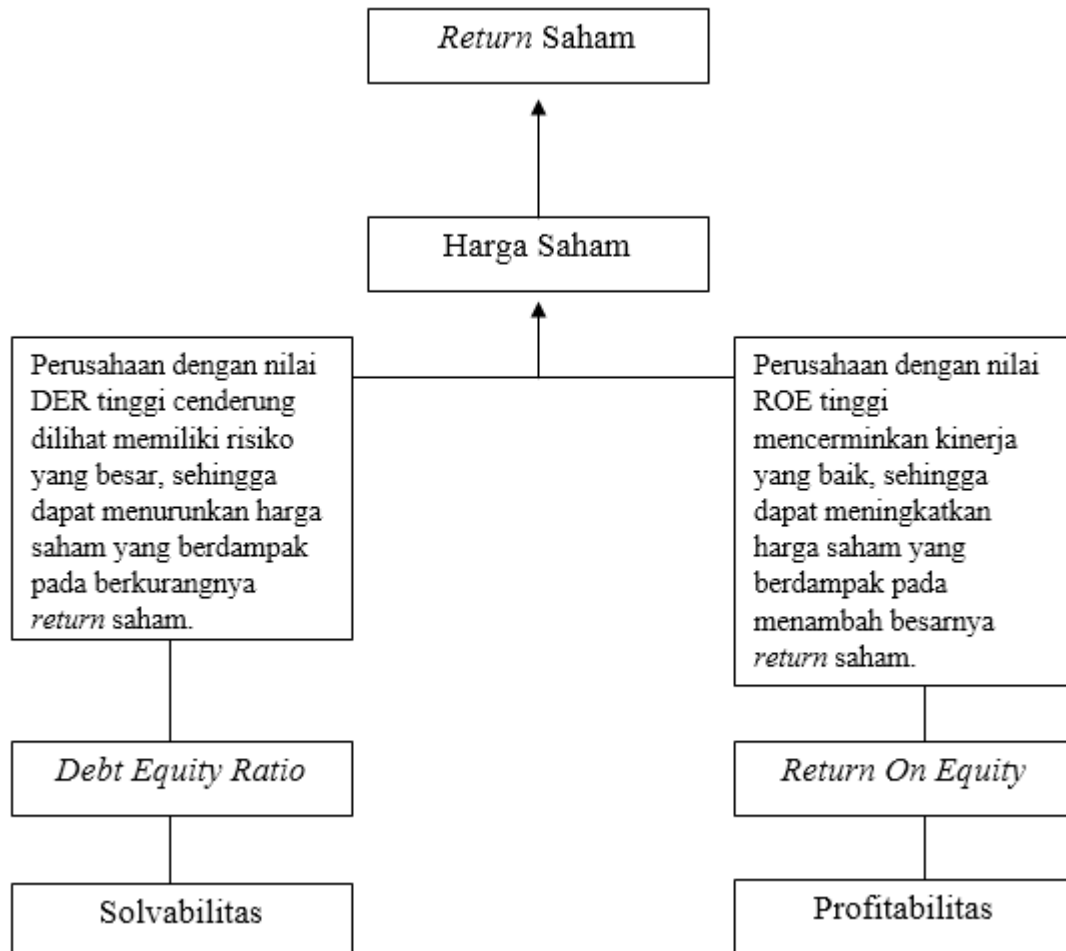 Return Saham
Harga Saham
Perusahaan dengan nilai
DER tinggi cenderung
dilihat memiliki risiko
yang besar, sehingga
dapat menurunkan harga
saham yang berdampak
pada berkurangnya
return saham.
Perusahaan dengan nilai
ROE tinggi
mencerminkan kinerja
yang baik, sehingga
dapat meningkatkan
harga saham yang
berdampak pada
menambah besarnya
return saham.
Debt Equity Ratio
Return On Equity
Solvabilitas
Profitabilitas